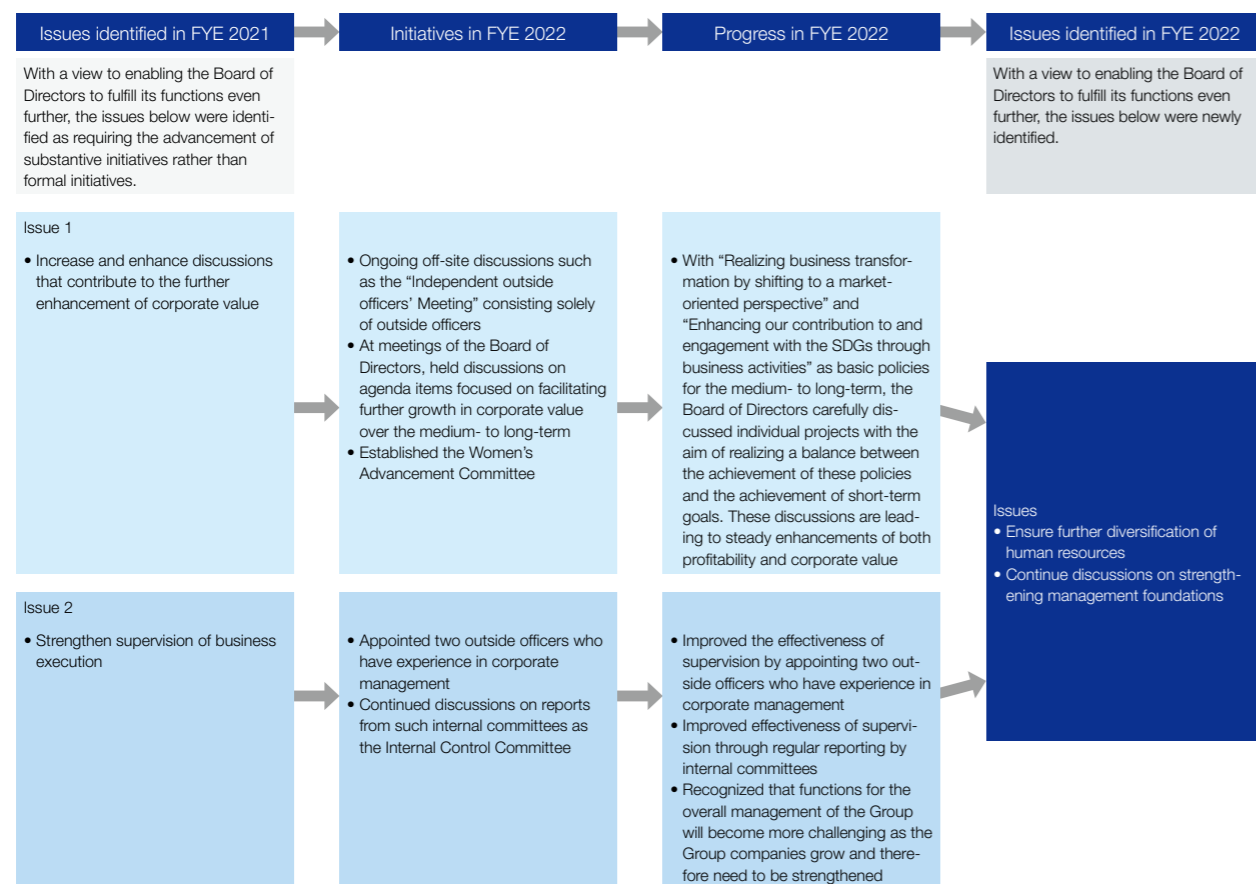 Issues identified in FYE 2021
Initiatives in FYE 2022
Progress in FYE 2022
Issues identified in FYE 2022
With a view to enabling the Board of
Directors to fulfill its functions even
further, the issues below were identi-
fied as requiring the advancement of
substantive initiatives rather than
formal initiatives.
With a view to enabling the Board of
Directors to fulfill its functions even
further, the issues below were newly
identified.
Issue 1
• Increase and enhance discussions
that contribute to the further
enhancement of corporate value
• Ongoing off-site discussions such
as the “Independent outside
officers’ Meeting” consisting solely
of outside officers
• At meetings of the Board of
Directors, held discussions on
agenda items focused on facilitating
further growth in corporate value
over the medium- to long-term
• Established the Women’s
Advancement Committee
• With “Realizing business transfor-
mation by shifting to a market-
oriented perspective” and
“Enhancing our contribution to and
engagement with the SDGs through
business activities” as basic policies
for the medium- to long-term, the
Board of Directors carefully dis-
cussed individual projects with the
aim of realizing a balance between
the achievement of these policies
and the achievement of short-term
goals. These discussions are lead-
ing to steady enhancements of both
profitability and corporate value
Issue 2
• Strengthen supervision of business
execution
• Appointed two outside officers who
have experience in corporate
management
• Continued discussions on reports
from such internal committees as
the Internal Control Committee
• Improved the effectiveness of
supervision by appointing two out-
side officers who have experience in
corporate management
• Improved effectiveness of supervi-
sion through regular reporting by
internal committees
• Recognized that functions for the
overall management of the Group
will become more challenging as the
Group companies grow and there-
fore need to be strengthened
Issues
• Ensure further diversification of
human resources
• Continue discussions on strength-
ening management foundations